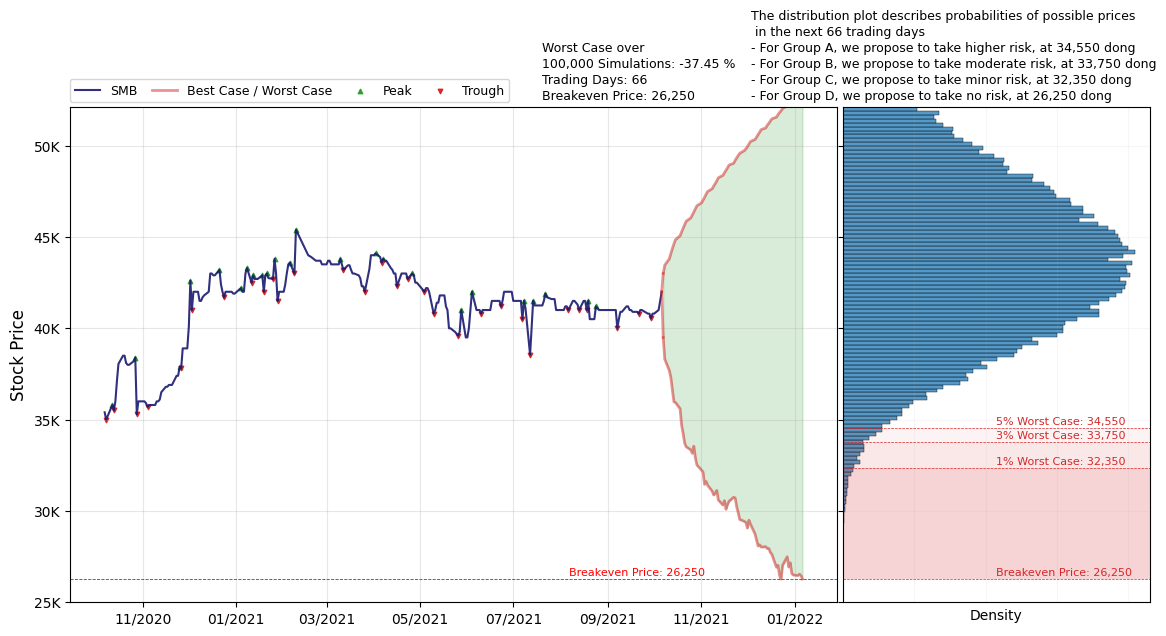 The distribution plot describes probabilities of possible prices
in the next 66 trading days
- For Group A, we propose to take higher risk, at 34,550 dong
- For Group B, we propose to take moderate risk, at 33,750 dong
- For Group C, we propose to take minor risk, at 32,350 dong
- For Group D, we propose to take no risk, at 26,250 dong
Worst Case over
100,000 Simulations: -37.45 %
Trading Days: 66
Breakeven Price: 26,250
SMB
Best Case / Worst Case
Peak
Trough
Stock Price
50K
45K
40K
35K
30K
25K
5% Worst Case: 34,550
3% Worst Case: 33,750
1% Worst Case: 32,350
Breakeven Price: 26,250
Breakeven Price: 26,250
11/2020
01/2021
03/2021
05/2021
07/2021
09/2021
11/2021
01/2022
Density